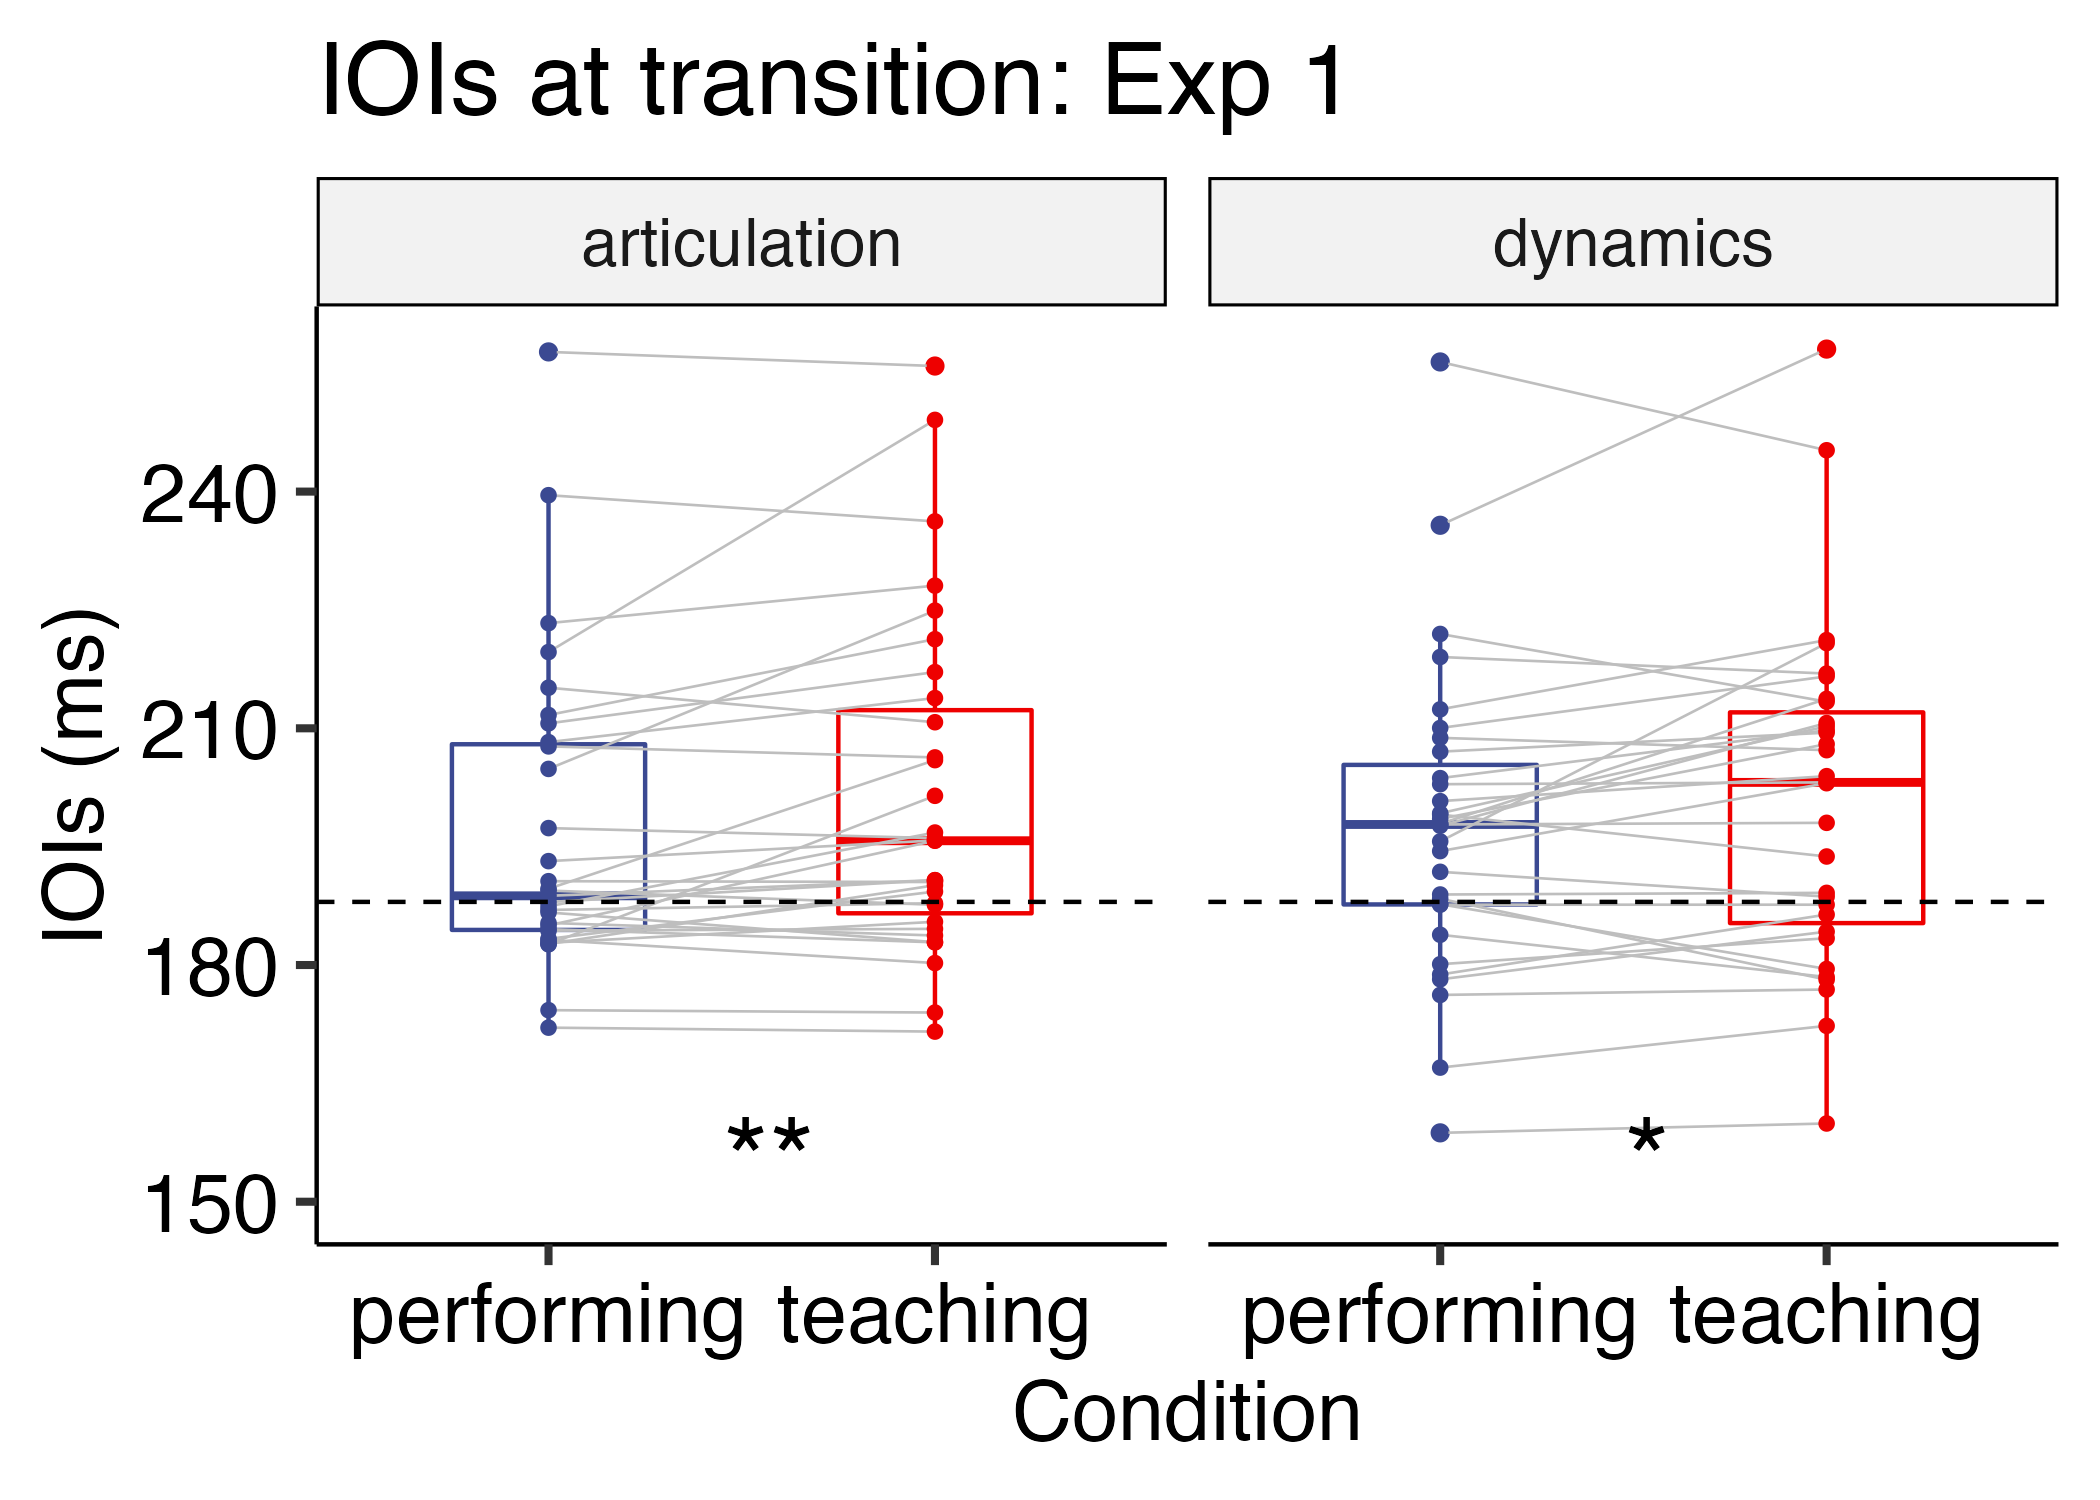 IOIs at transition: Exp 1
articulation
dynamics
IOIs (ms)
240
210
180
150
**
*
performing teaching
performing teaching
Condition